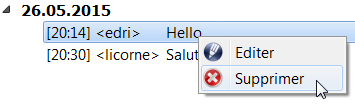 26.05.2015
[20:14] <edri> Hello
[20:30] <licorne> Salut
Editer
Supprimer